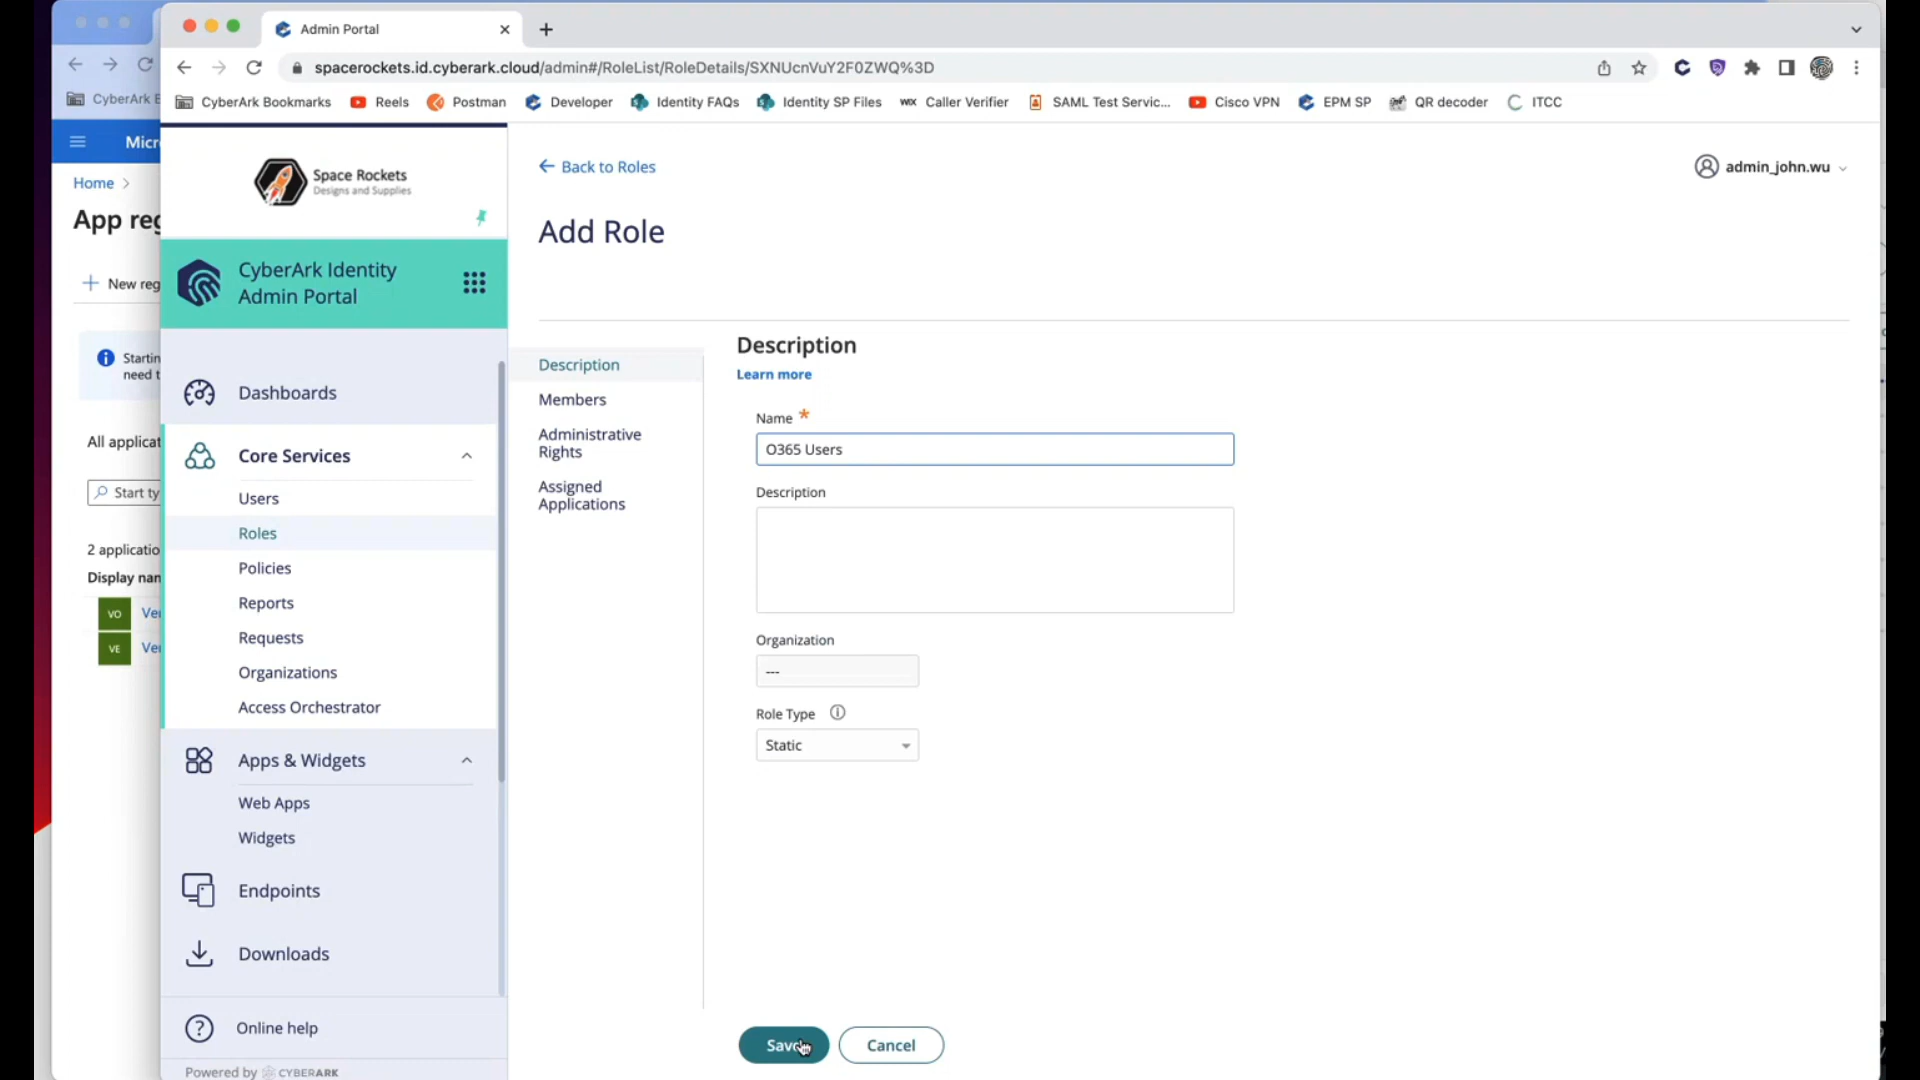 Admin Portal
spacerockets.id.cyberark.cloud/admin#/RoleList/RoleDetails/SXNUcnVuY2F0ZWQ%3D
CyberArk
CyberArk Bookmarks
Reels
Postman
Developer
Identity FAQs
Identity SP Files
WIX Caller Verifier
SAML Test Servic...
Cisco VPN
EPM SP
QR decoder
ITCC
Home
New reg
need t
All applicat
Start ty
2 applicatio
Display nan
VO
VE
Space Rockets
Designs and Supplies
CyberArk Identity
Admin Portal
Dashboards
Core Services
Users
Roles
Policies
Reports
Requests
Organizations
Access Orchestrator
Apps & Widgets
Web Apps
Widgets
Endpoints
Downloads
Online help
Powered by CYBERARK
Back to Roles
admin_john.wu
Add Role
Description
Members
Administrative
Rights
Assigned
Applications
Description
Learn more
Name *
O365 Users
Description
Organization
---
Role Type
Static
Save
Cancel